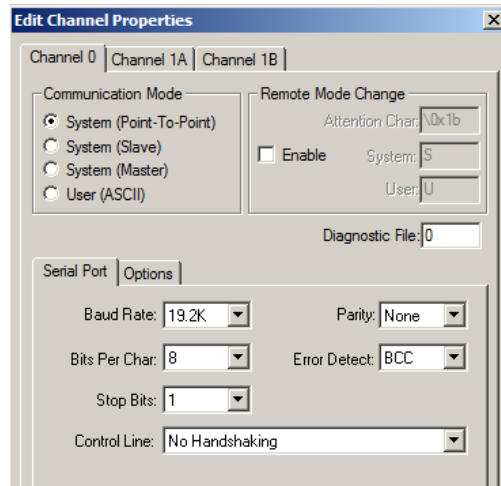 Edit Channel Properties
Channel 0 Channel 1A Channel 1B
Communication Mode
System (Point-To-Point)
System (Slave)
System (Master)
User (ASCII)
Remote Mode Change
Attention Char: \0x1b
Enable System: S
User: U
Diagnostic File: 0
Serial Port Options
Baud Rate: 19.2K Parity: None
Bits Per Char: 8 Error Detect: BCC
Stop Bits: 1
Control Line: No Handshaking